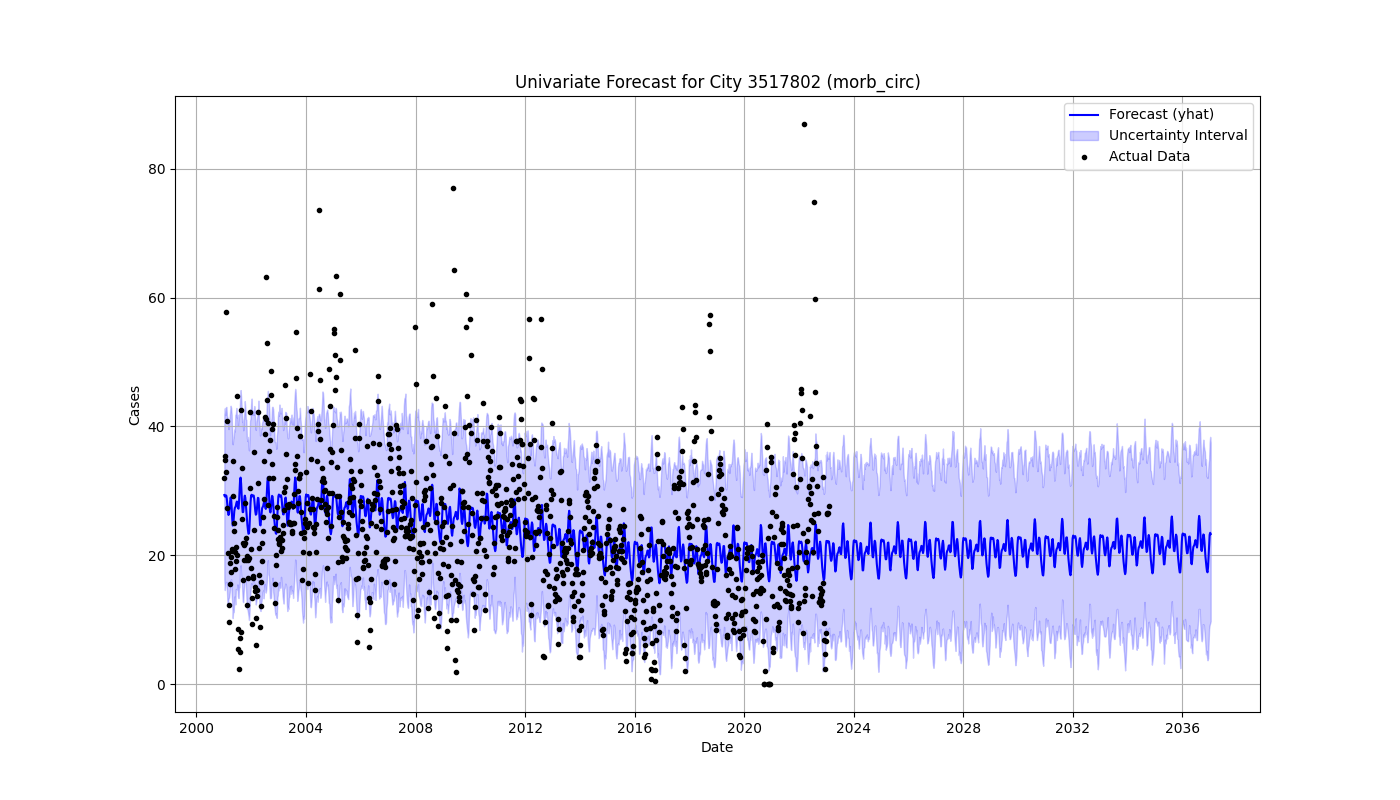 Univariate Forecast for City 3517802 (morb_circ)
Forecast (yhat)
Uncertainty Interval
Actual Data
Cases
80
60
40
20
0
2000 2004 2008 2012 2016 2020 2024 2028 2032 2036
Date